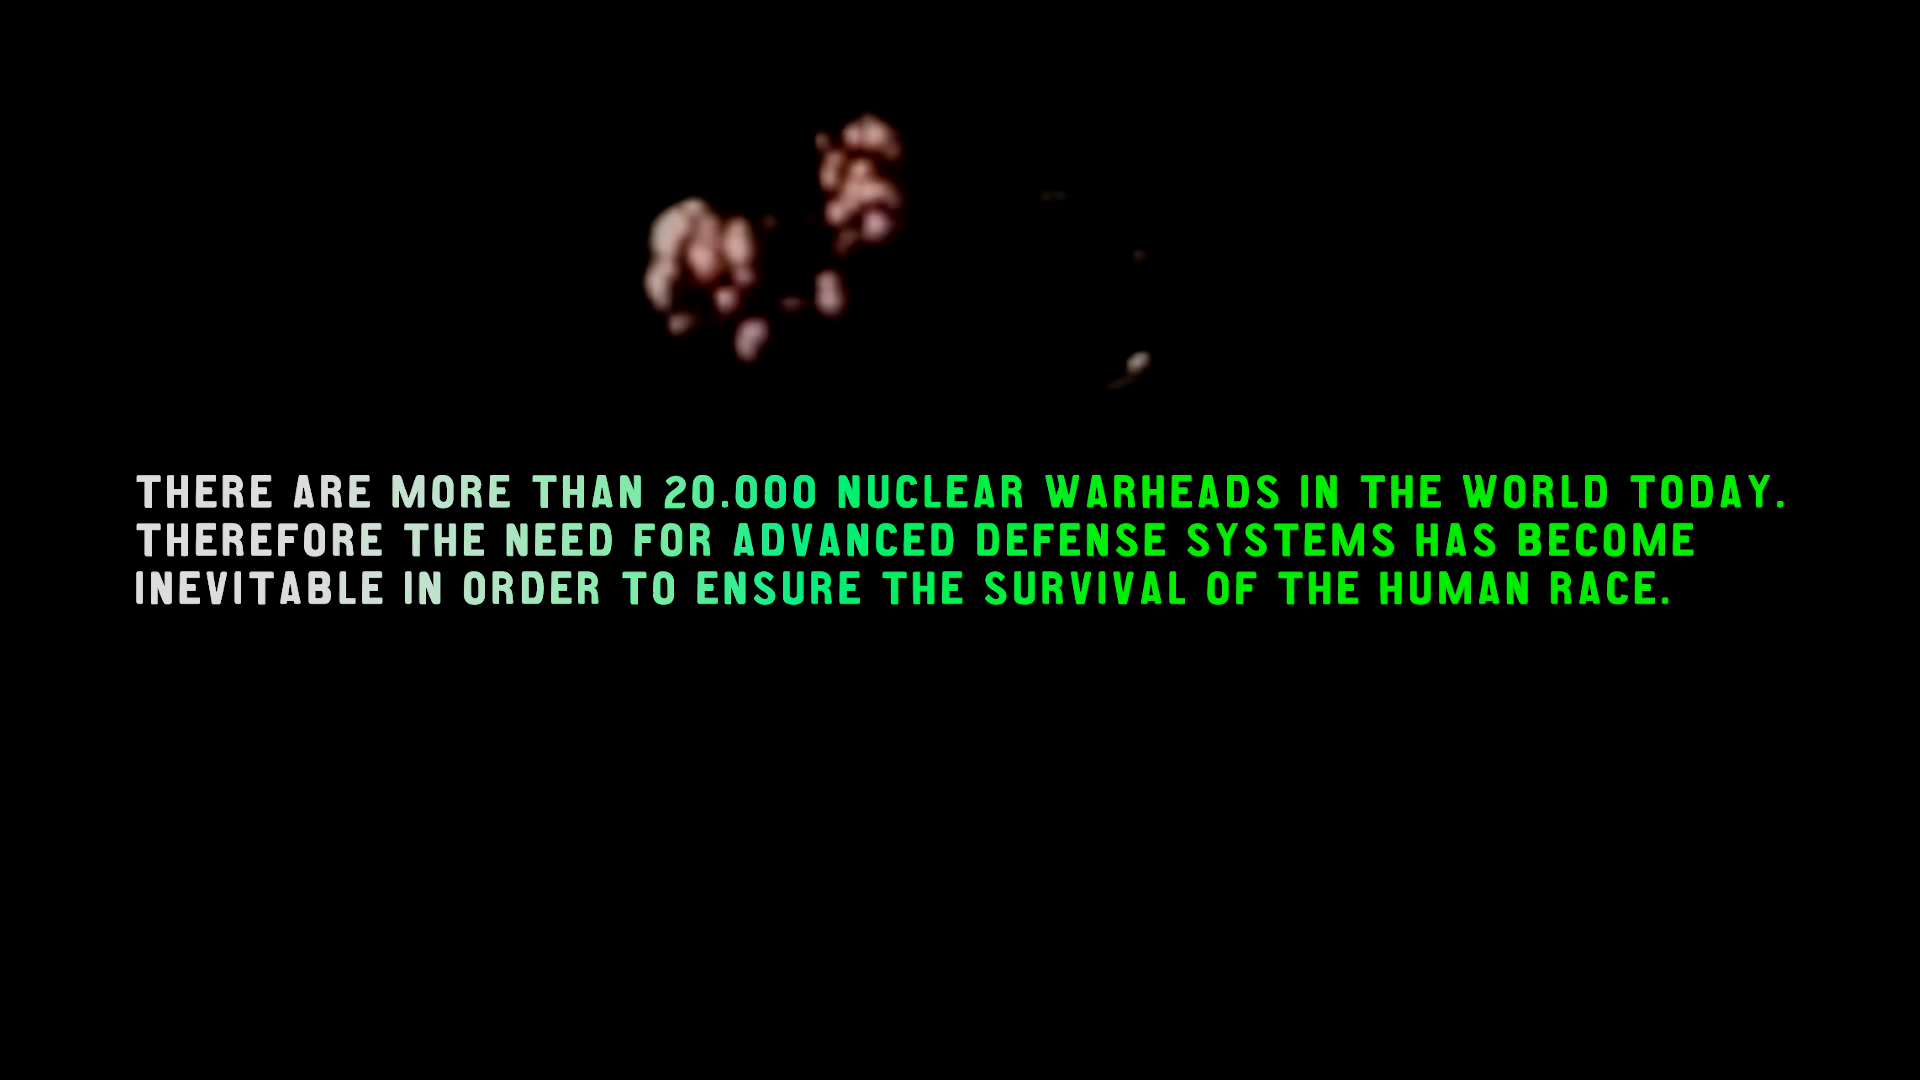 THERE ARE MORE THAN 20.000 NUCLEAR WARHEADS IN THE WORLD TODAY.
THEREFORE THE NEED FOR ADVANCED DEFENSE SYSTEMS HAS BECOME
INEVITABLE IN ORDER TO ENSURE THE SURVIVAL OF THE HUMAN RACE.